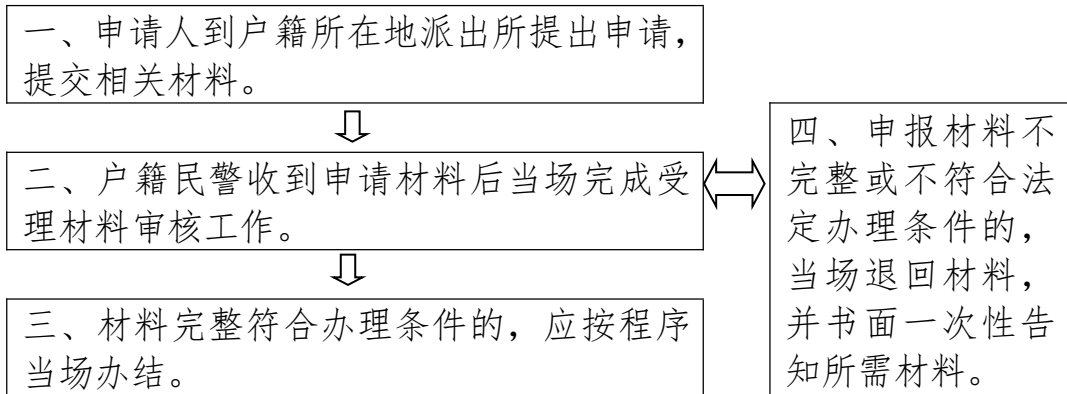 一、申请人到户籍所在地派出所提出申请，
提交相关材料。
二、户籍民警收到申请材料后当场完成受
理材料审核工作。
三、材料完整符合办理条件的，应按程序
当场办结。
四、申报材料不
完整或不符合法
定办理条件的，
当场退回材料，
并书面一次性告
知所需材料。